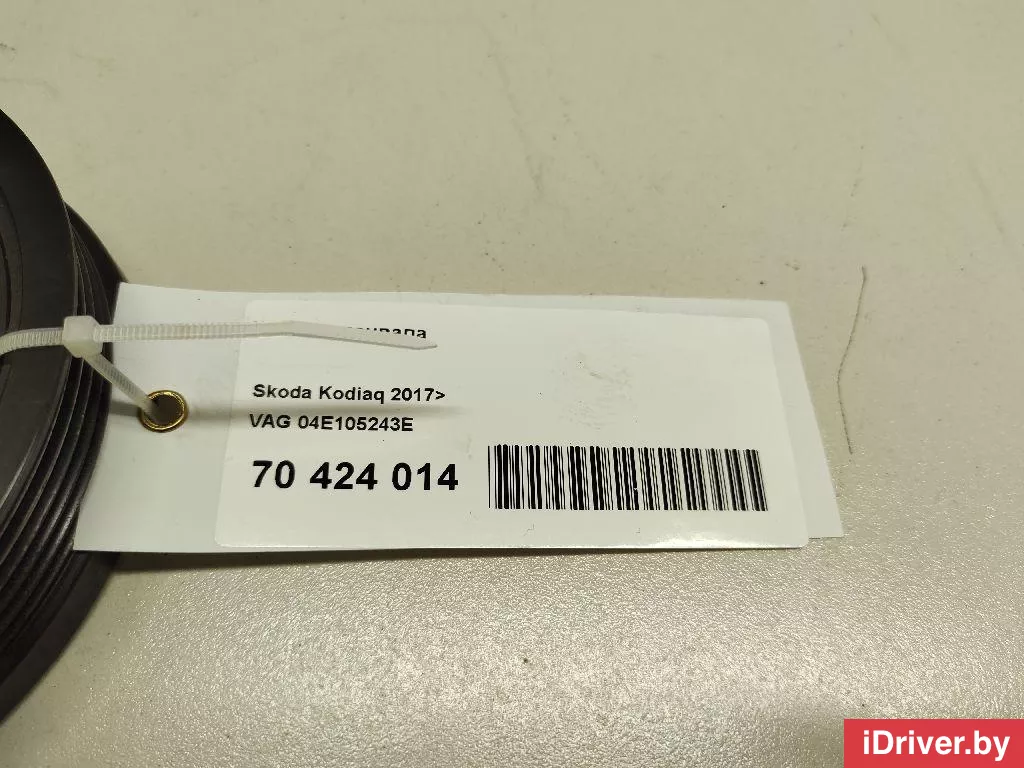 Skoda Kodiaq 2017>
VAG 04E105243E
70 424 014
iDriver.by